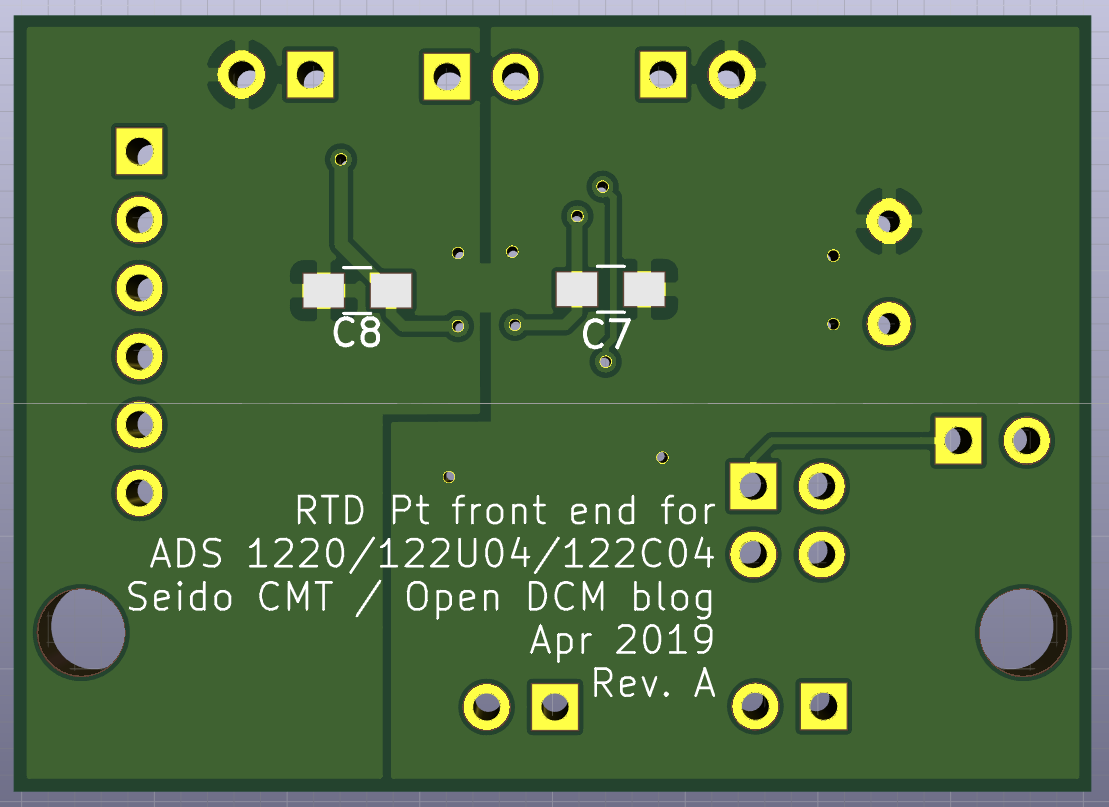 C8
C7
RTD Pt front end for
ADS 1220/122U04/122C04
Seido CMT / Open DCM blog
Apr 2019
Rev. A